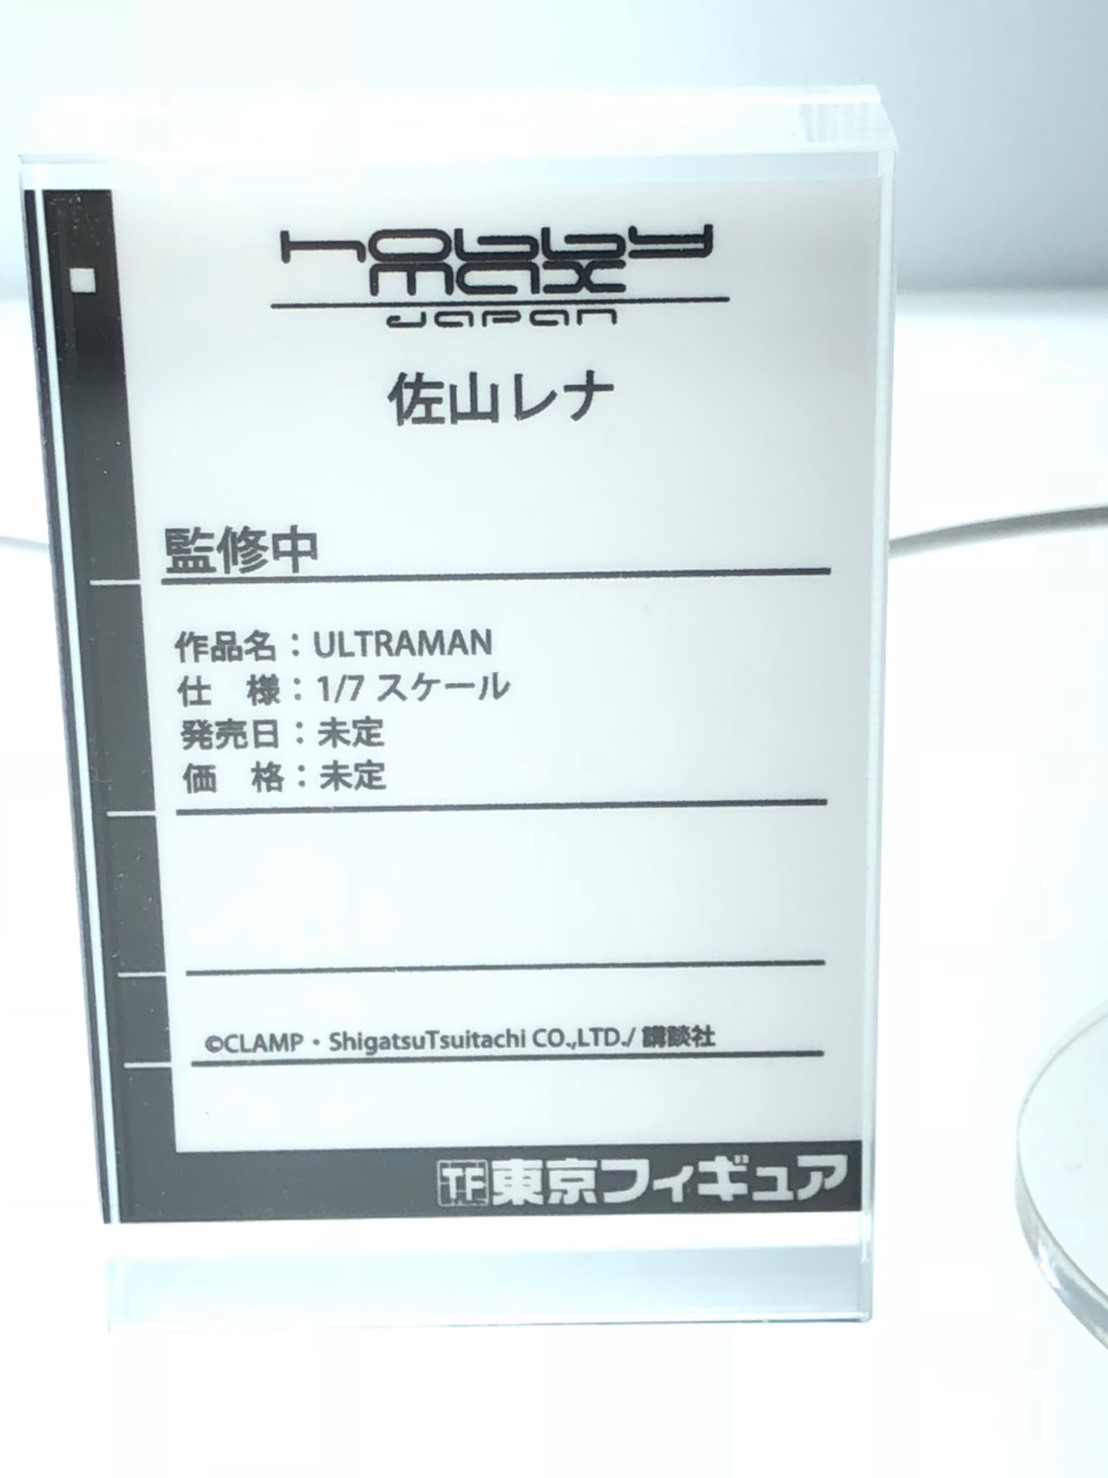 hobby
max
Japan
佐山レナ
監修中
作品名：ULTRAMAN
仕　様：1/7 スケール
発売日：未定
価　格：未定
©CLAMP・ShigatsuTsuitachi CO.,LTD./ 講談社
TF東京フィギュア